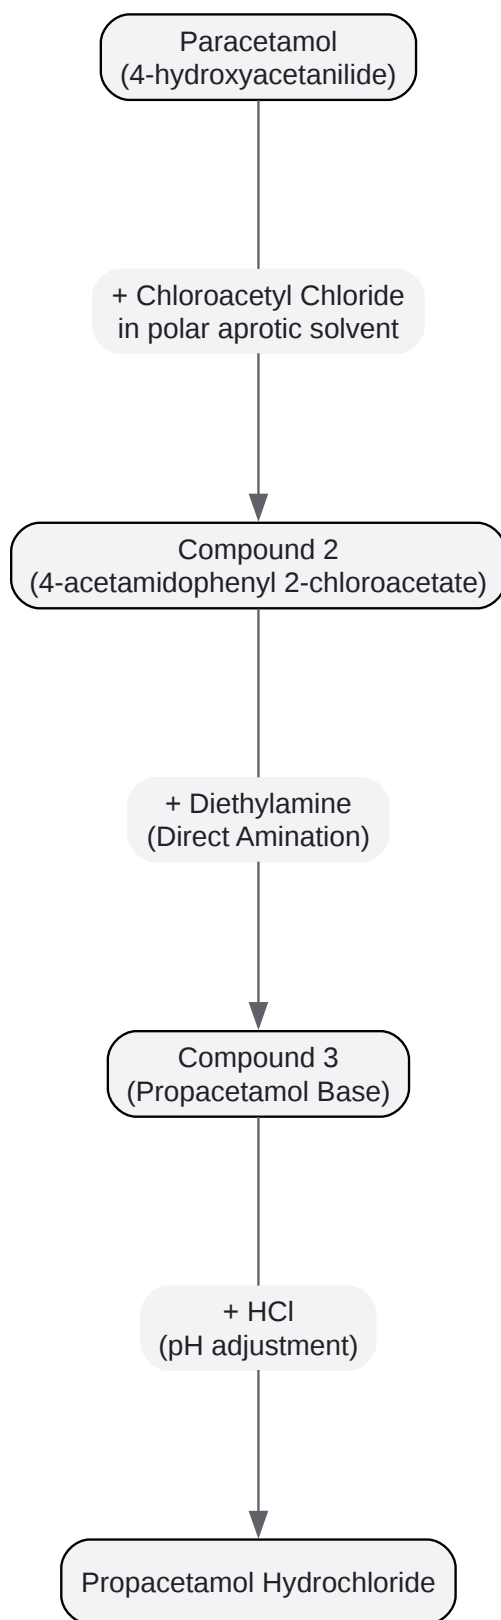 Paracetamol
(4-hydroxyacetanilide)
+ Chloroacetyl Chloride
in polar aprotic solvent
Compound 2
(4-acetamidophenyl 2-chloroacetate)
+ Diethylamine
(Direct Amination)
Compound 3
(Propacetamol Base)
+ HCl
(pH adjustment)
Propacetamol Hydrochloride